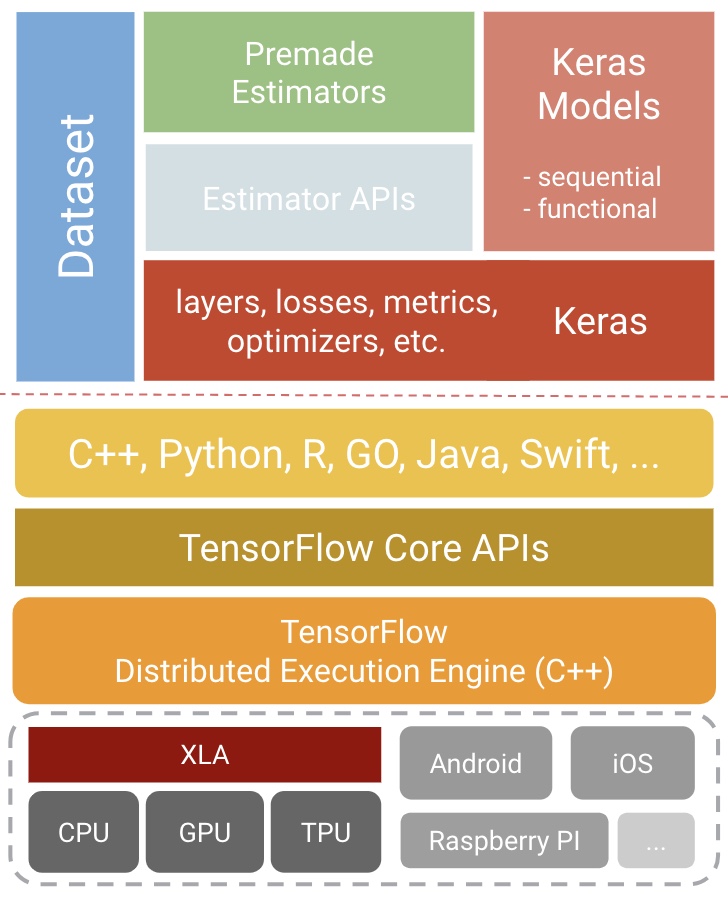 Dataset
Premade
Estimators
Estimator APIs
Keras
Models
- sequential
- functional
layers, losses, metrics,
optimizers, etc.
Keras
C++, Python, R, GO, Java, Swift, ...
TensorFlow Core APIs
TensorFlow
Distributed Execution Engine (C++)
XLA
CPU
GPU
TPU
Android
iOS
Raspberry PI
...